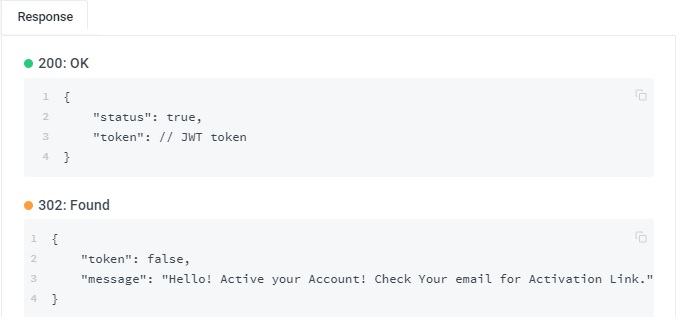 Response
200: OK
1 {
2 "status": true,
3 "token": // JWT token
4 }
302: Found
1 {
2 "token": false,
3 "message": "Hello! Active your Account! Check Your email for Activation Link."
4 }